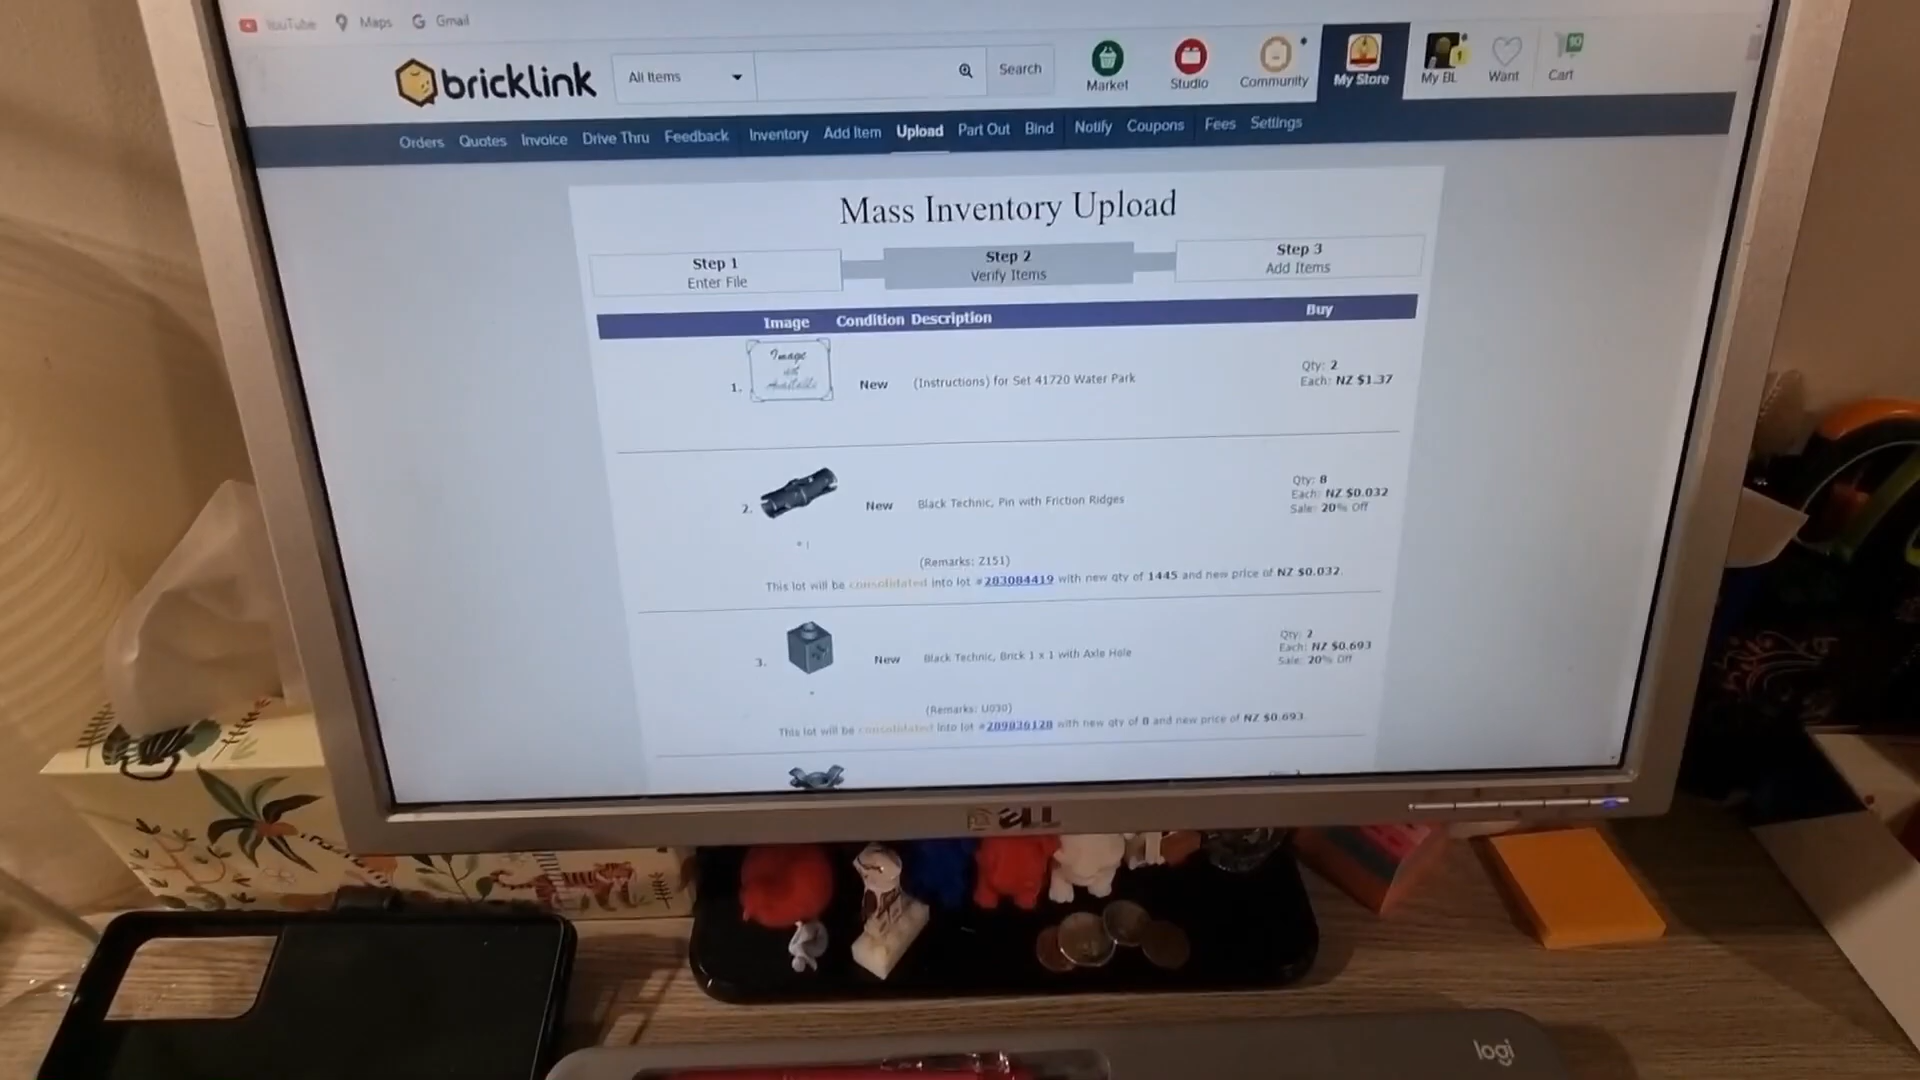 YouTube Maps Gmail
bricklink All Items Search Market Studio Community My Store My BL 1 Want 10 Cart
Orders Quotes Invoice Drive Thru Feedback Inventory Add Item Upload Part Out Bind Notify Coupons Fees Settings
Mass Inventory Upload
Step 1 Step 2 Step 3
Enter File Verify Items Add Items
Image Condition Description Buy
Image
not
Available
1. New (Instructions) for Set 41720 Water Park
Qty: 2
Each: NZ $1.37
2. New Black Technic, Pin with Friction Ridges
Qty: 8
Each: NZ $0.032
Sale: 20% Off
(Remarks: Z151)
This lot will be consolidated into lot #283084419 with new qty of 1445 and new price of NZ $0.032.
3. New Black Technic, Brick 1 x 1 with Axle Hole
Qty: 2
Each: NZ $0.693
Sale: 20% Off
(Remarks: U030)
This lot will be consolidated into lot #289836128 with new qty of 8 and new price of NZ $0.693.
DELL
logi